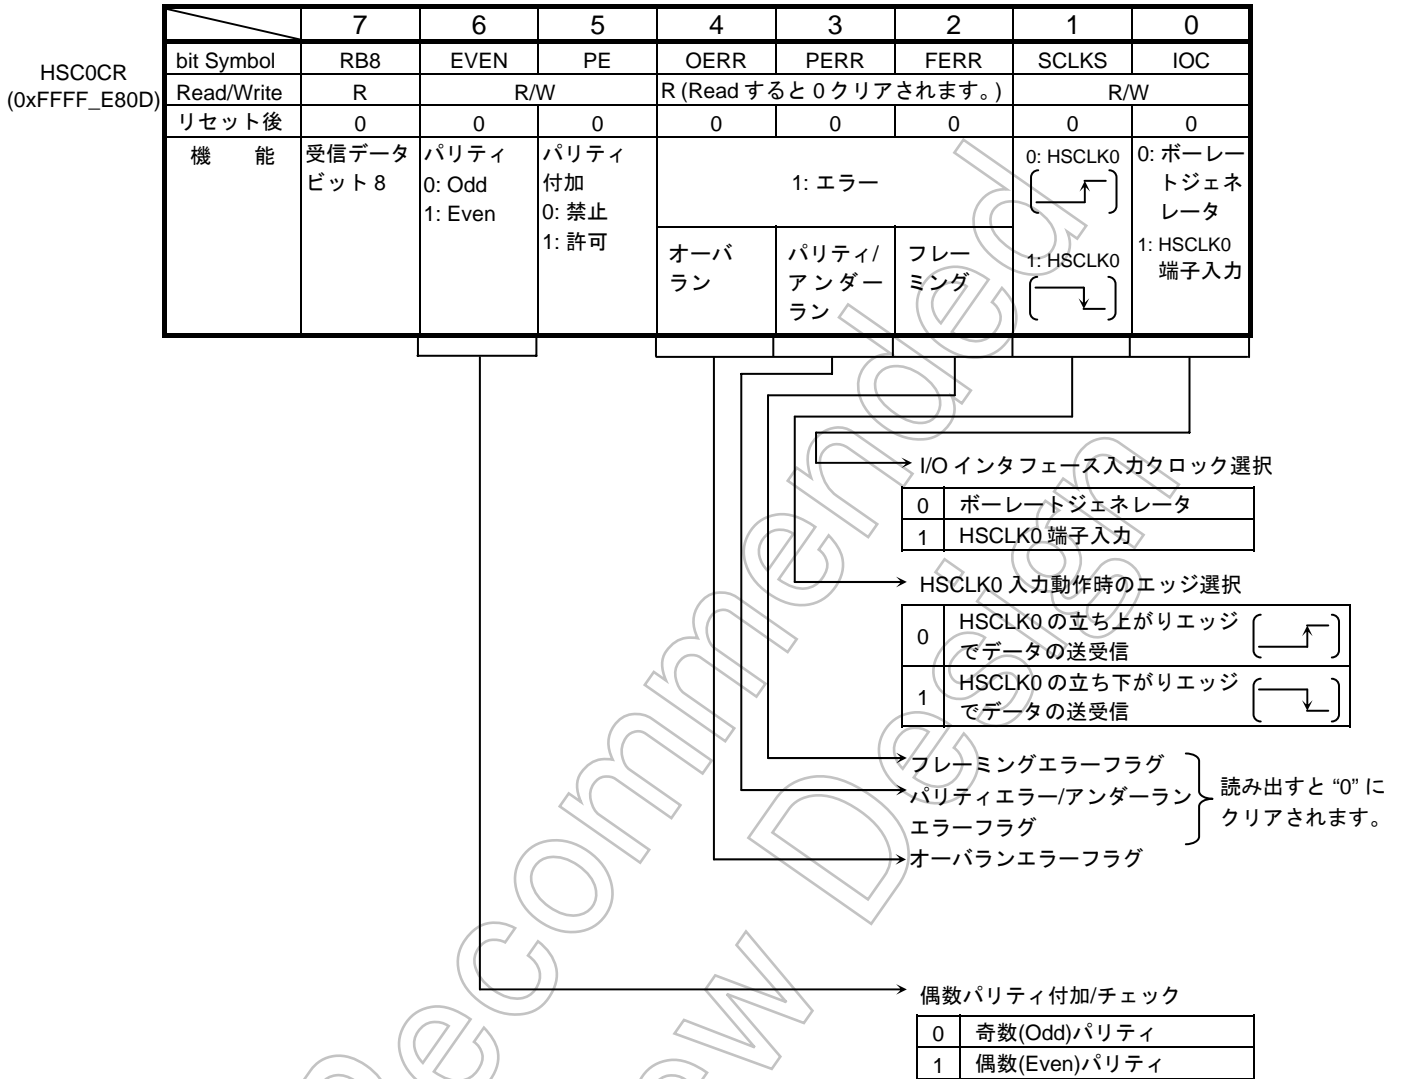 7 6 5 4 3 2 1 0
HSC0CR
(0xFFFF_E80D)
bit Symbol RB8 EVEN PE OERR PERR FERR SCLKS IOC
Read/Write R R/W R (Read すると 0 クリアされます。) R/W
リセット後 0 0 0 0 0 0 0 0
機 能
受信データ
ビット 8
パリティ
0: Odd
1: Even
パリティ
付加
0: 禁止
1: 許可
1: エラー
オーバ
ラン
パリティ/
アンダー
ラン
フレー
ミング
0: HSCLK0
1: HSCLK0
0: ボーレー
トジェネ
レータ
1: HSCLK0
端子入力
I/O インタフェース入力クロック選択
0 ボーレートジェネレータ
1 HSCLK0 端子入力
HSCLK0 入力動作時のエッジ選択
0 HSCLK0 の立ち上がりエッジ
でデータの送受信
1 HSCLK0 の立ち下がりエッジ
でデータの送受信
フレーミングエラーフラグ
パリティエラー/アンダーラン
エラーフラグ
オーバランエラーフラグ
読み出すと “0” に
クリアされます。
偶数パリティ付加/チェック
0 奇数(Odd)パリティ
1 偶数(Even)パリティ
Recommended
New Design